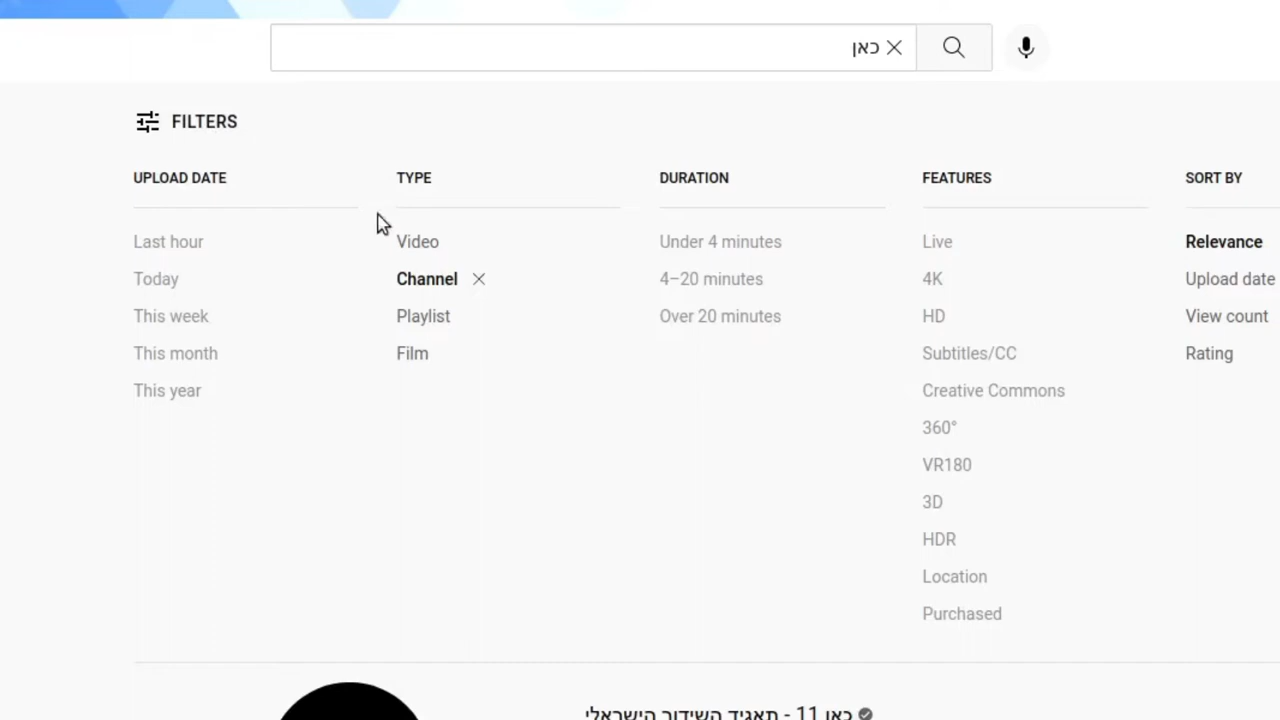 כאן
FILTERS
UPLOAD DATE
Last hour
Today
This week
This month
This year
TYPE
Video
Channel
Playlist
Film
DURATION
Under 4 minutes
4–20 minutes
Over 20 minutes
FEATURES
Live
4K
HD
Subtitles/CC
Creative Commons
360°
VR180
3D
HDR
Location
Purchased
SORT BY
Relevance
Upload date
View count
Rating
כאן 11 - תאגיד השידור הישראלי